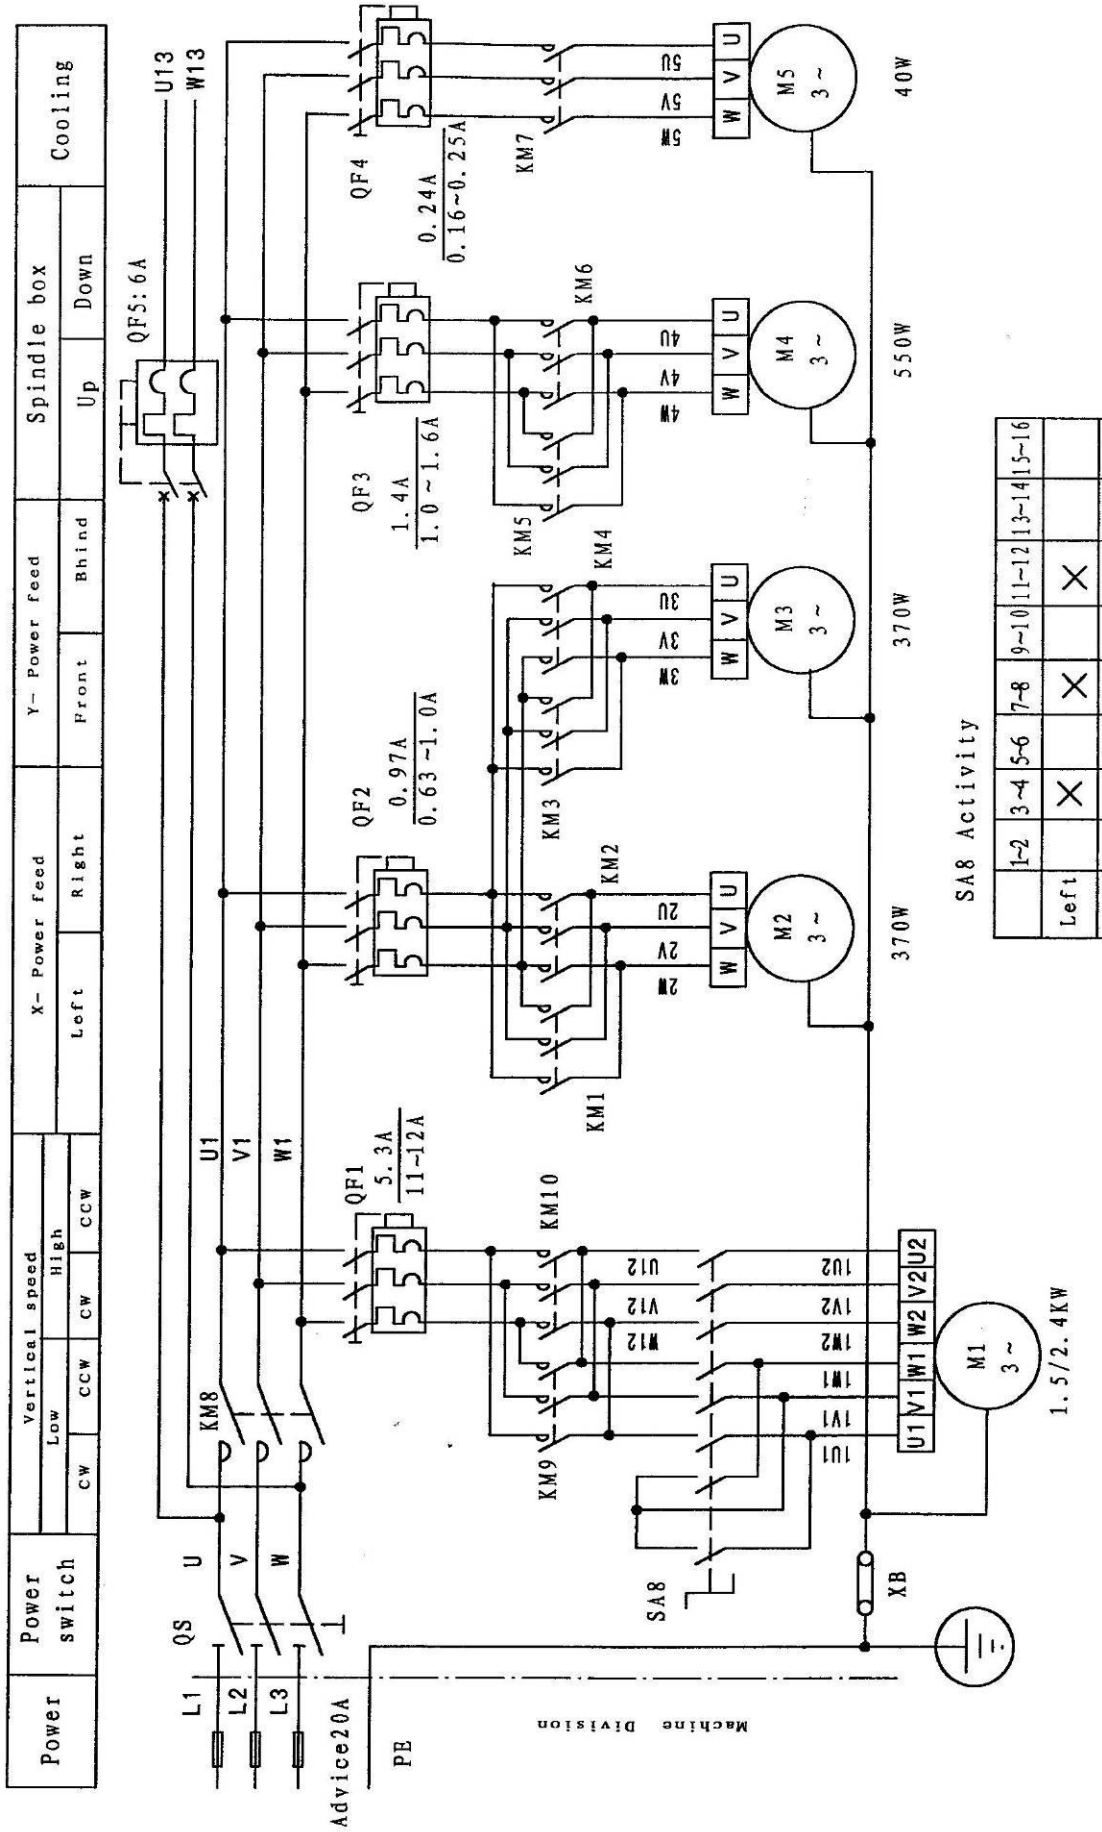 Power
Power
switch
Vertical speed
Low
High
CW
CCW
CW
CCW
X- Power feed
Left
Right
Y- Power feed
Front
Bhind
Spindle box
Up
Down
Cooling
QF5: 6A
U13
W13
L1
L2
L3
Advice20A
PE
QS
U
V
W
KM8
U1
V1
W1
QF1
5.3A
11~12A
QF2
0.97A
0.63~1.0A
QF3
1.4A
1.0~1.6A
QF4
0.24A
0.16~0.25A
KM9
KM10
KM1
KM2
KM3
KM4
KM5
KM6
KM7
U12
V12
W12
SA8
1U2
1V2
1W2
1W1
1V1
1U1
2U
2V
2W
3U
3V
3W
4U
4V
4W
5U
5V
5W
U1 V1 W1 W2 V2 U2
W V U
W V U
W V U
W V U
M1
3~
M2
3~
M3
3~
M4
3~
M5
3~
1.5/2.4KW
370W
370W
550W
40W
XB
Machine Division
SA8 Activity
1~2 3~4 5~6 7~8 9~10 11~12 13~14 15~16
Left X X X